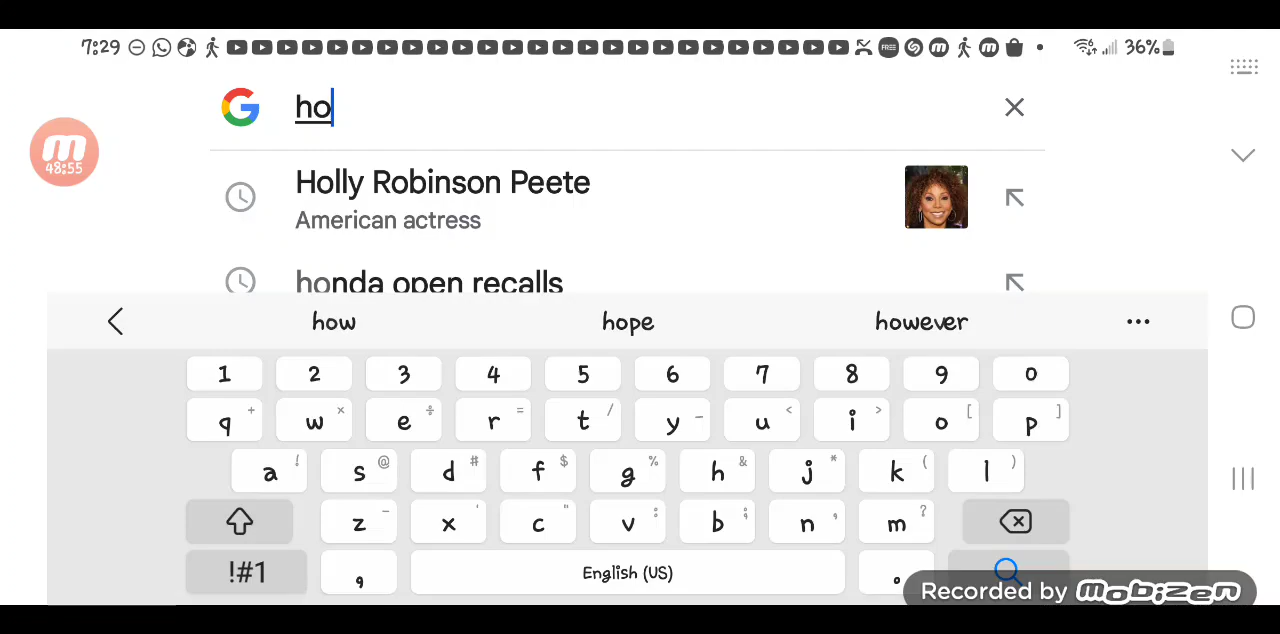 7:29 FREE 36%
ho
m
48:55
Holly Robinson Peete
American actress
honda open recalls
how hope however
1 2 3 4 5 6 7 8 9 0
q + w × e ÷ r = t / y - u < i > o [ p ]
a ! s @ d # f $ g % h & j * k ( l )
z - x ' c " v : b ; n , m ?
!#1 , English (US) .
Recorded by mobizen